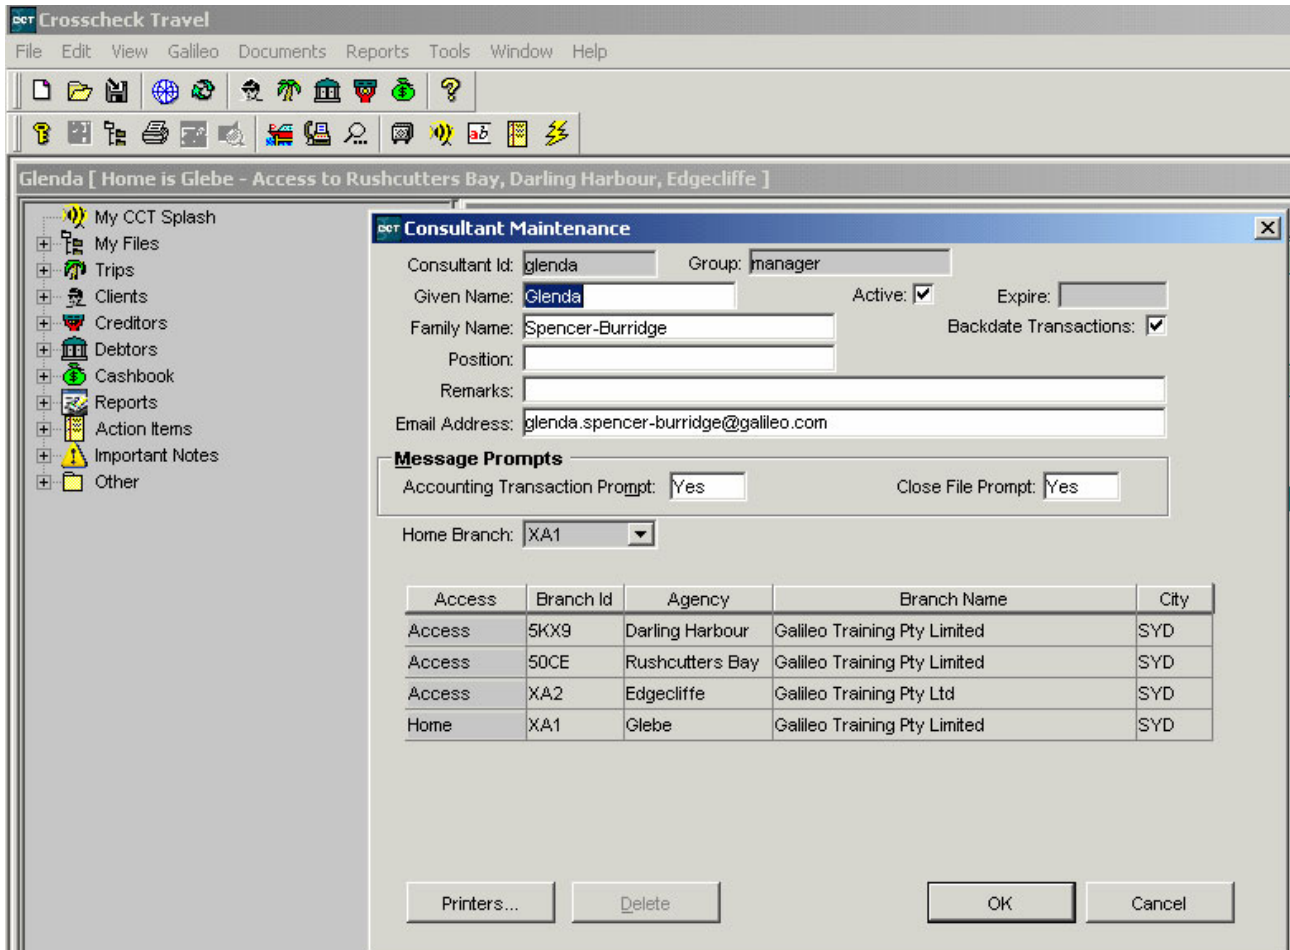 CCT Crosscheck Travel
File Edit View Galileo Documents Reports Tools Window Help
ab
Glenda [ Home is Glebe - Access to Rushcutters Bay, Darling Harbour, Edgecliffe ]
My CCT Splash
My Files
Trips
Clients
Creditors
Debtors
Cashbook
Reports
Action Items
Important Notes
Other
CCT Consultant Maintenance
Consultant Id: glenda Group: manager
Given Name: Glenda Active: Expire:
Family Name: Spencer-Burridge Backdate Transactions:
Position:
Remarks:
Email Address: glenda.spencer-burridge@galileo.com
Message Prompts
Accounting Transaction Prompt: Yes Close File Prompt: Yes
Home Branch: XA1
Access Branch Id Agency Branch Name City
Access 5KX9 Darling Harbour Galileo Training Pty Limited SYD
Access 50CE Rushcutters Bay Galileo Training Pty Limited SYD
Access XA2 Edgecliffe Galileo Training Pty Ltd SYD
Home XA1 Glebe Galileo Training Pty Limited SYD
Printers... Delete OK Cancel